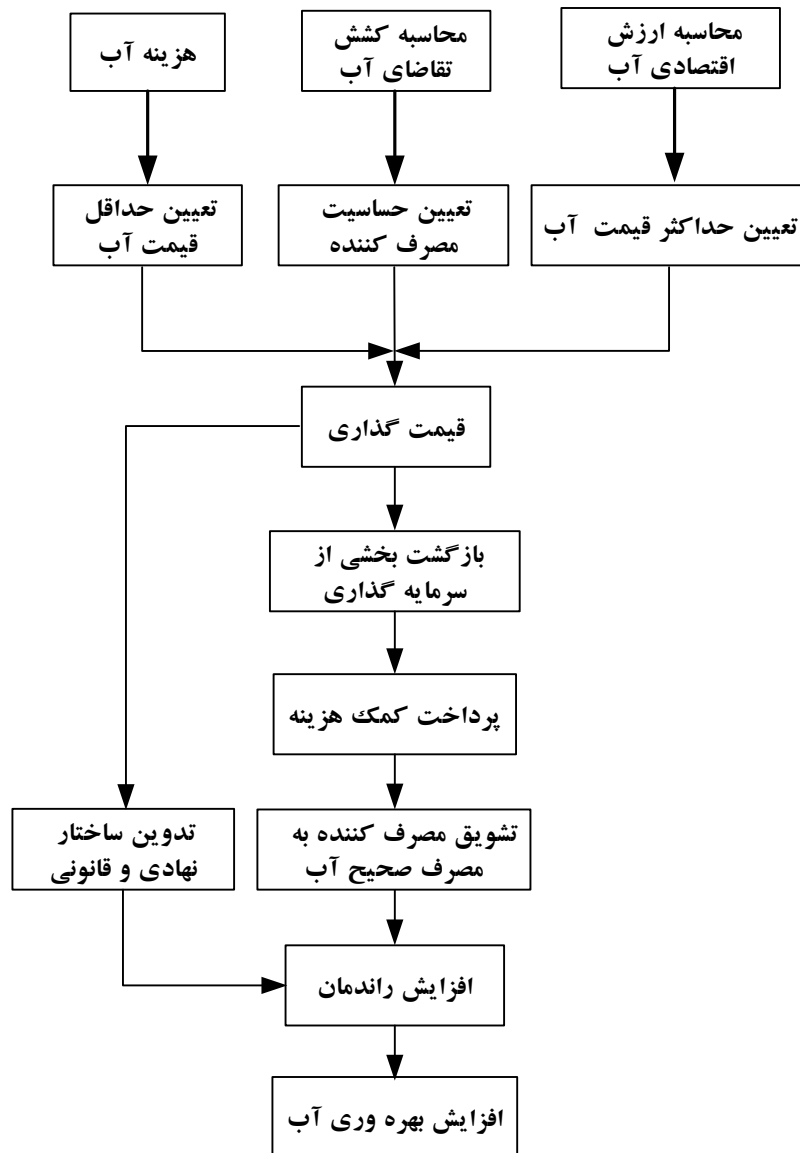 محاسبه ارزش
اقتصادی آب
محاسبه کشش
تقاضای آب
هزینه آب
تعیین حداکثر قیمت آب
تعیین حساسیت
مصرف کننده
تعیین حداقل
قیمت آب
قیمت گذاری
بازگشت بخشی از
سرمایه گذاری
پرداخت کمک هزینه
تشویق مصرف کننده به
مصرف صحیح آب
تدوین ساختار
نهادی و قانونی
افزایش راندمان
افزایش بهره وری آب